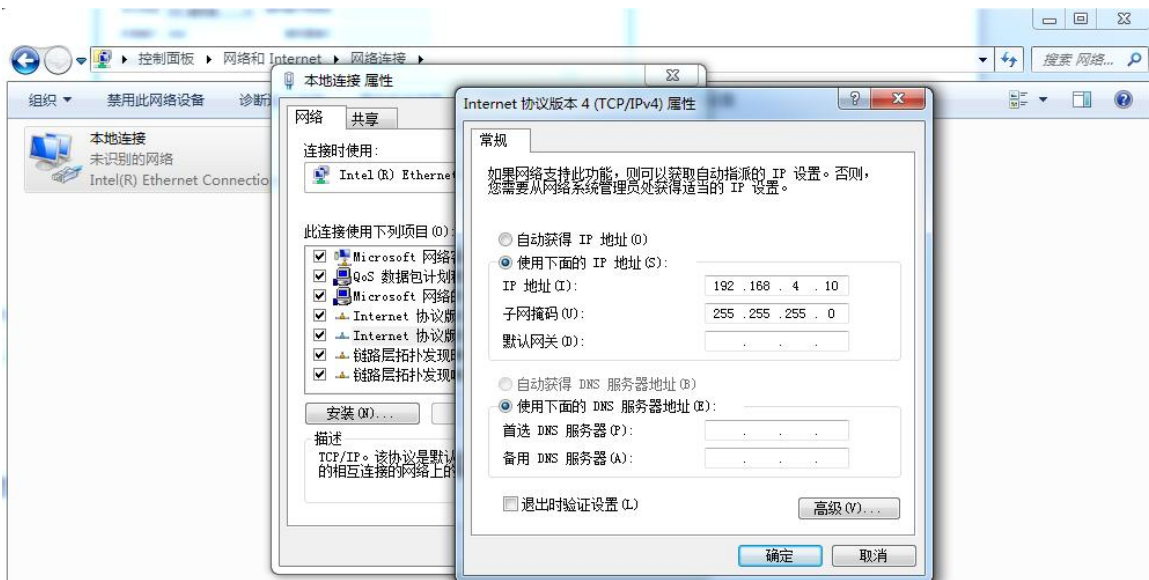 控制面板 ▸ 网络和 Internet ▸ 网络连接 ▸
搜索 网络...
组织 ▼ 禁用此网络设备
本地连接
未识别的网络
Intel(R) Ethernet Connectio
本地连接 属性
网络 共享
连接时使用:
Intel(R) Etherne
此连接使用下列项目(O):
Microsoft 网络
QoS 数据包计划
Microsoft 网络
Internet 协议版
Internet 协议版
链路层拓扑发现
链路层拓扑发现
安装(N)...
描述
TCP/IP。该协议是默认
的相互连接的网络上的
Internet 协议版本 4 (TCP/IPv4) 属性
常规
如果网络支持此功能，则可以获取自动指派的 IP 设置。否则，
您需要从网络系统管理员处获得适当的 IP 设置。
自动获得 IP 地址(O)
使用下面的 IP 地址(S):
IP 地址(I): 192 .168 . 4 . 10
子网掩码(U): 255 .255 .255 . 0
默认网关(D): . . .
自动获得 DNS 服务器地址(B)
使用下面的 DNS 服务器地址(E):
首选 DNS 服务器(P): . . .
备用 DNS 服务器(A): . . .
退出时验证设置(L)
高级(V)...
确定 取消